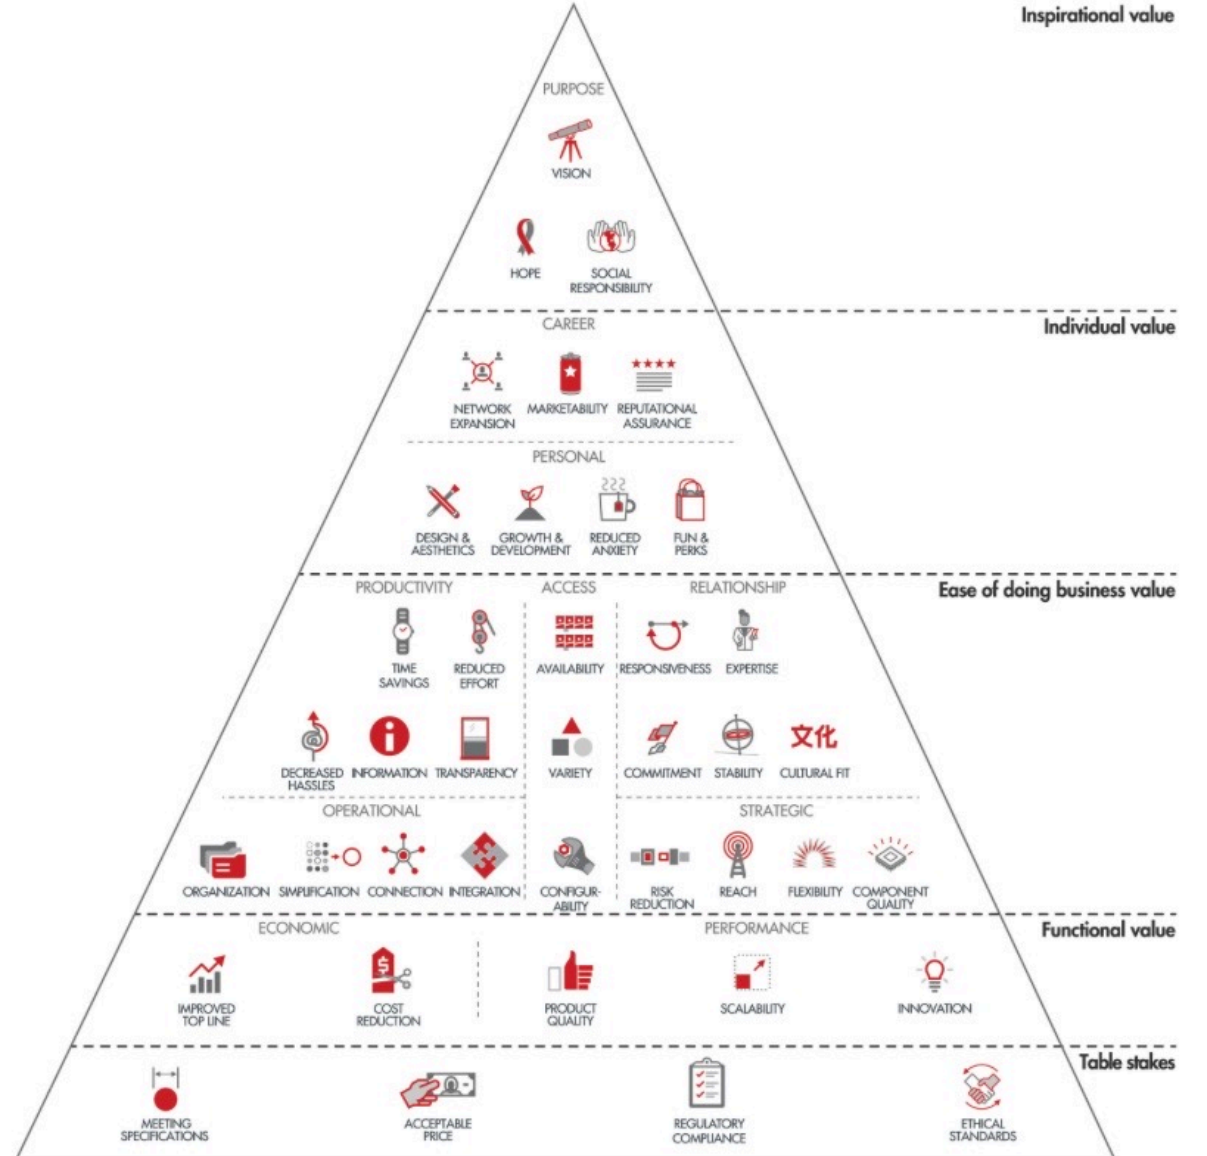 Inspirational value
PURPOSE
VISION
HOPE
SOCIAL
RESPONSIBILITY
Individual value
CAREER
NETWORK
EXPANSION
MARKETABILITY
REPUTATIONAL
ASSURANCE
PERSONAL
DESIGN &
AESTHETICS
GROWTH &
DEVELOPMENT
REDUCED
ANXIETY
FUN &
PERKS
Ease of doing business value
PRODUCTIVITY
TIME
SAVINGS
REDUCED
EFFORT
DECREASED
HASSLES
INFORMATION
TRANSPARENCY
OPERATIONAL
ORGANIZATION
SIMPLIFICATION
CONNECTION
INTEGRATION
ACCESS
AVAILABILITY
VARIETY
CONFIGUR-
ABILITY
RELATIONSHIP
RESPONSIVENESS
EXPERTISE
COMMITMENT
STABILITY
文化
CULTURAL FIT
STRATEGIC
RISK
REDUCTION
REACH
FLEXIBILITY
COMPONENT
QUALITY
Functional value
ECONOMIC
IMPROVED
TOP LINE
$
COST
REDUCTION
PERFORMANCE
PRODUCT
QUALITY
SCALABILITY
INNOVATION
Table stakes
MEETING
SPECIFICATIONS
ACCEPTABLE
PRICE
REGULATORY
COMPLIANCE
ETHICAL
STANDARDS